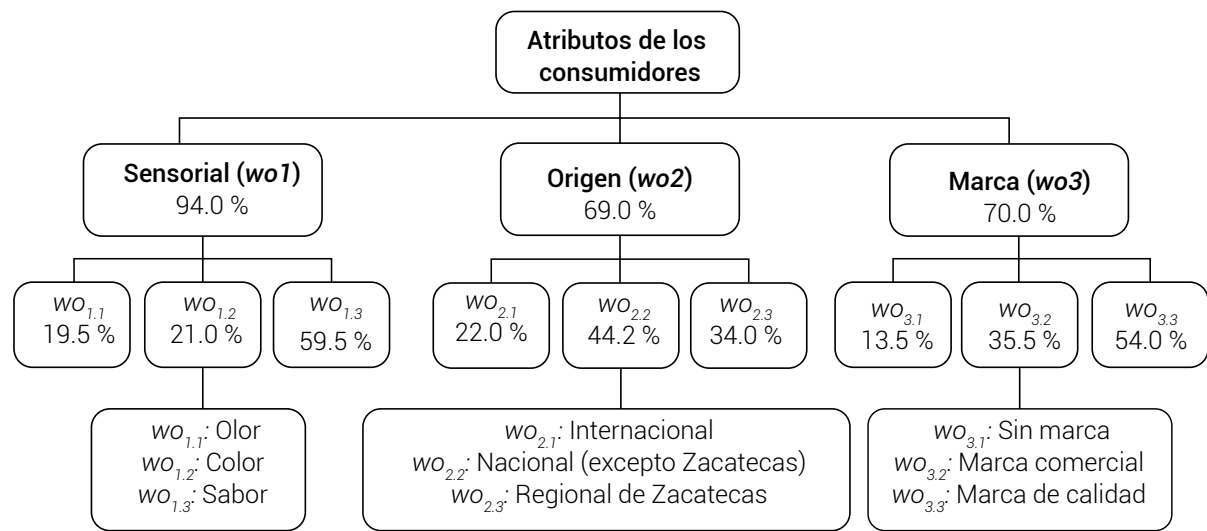 Atributos de los
consumidores
Sensorial (wo1)
94.0 %
Origen (wo2)
69.0 %
Marca (wo3)
70.0 %
wo1.1
19.5 %
wo1.2
21.0 %
wo1.3
59.5 %
wo2.1
22.0 %
wo2.2
44.2 %
wo2.3
34.0 %
wo3.1
13.5 %
wo3.2
35.5 %
wo3.3
54.0 %
wo1.1: Olor
wo1.2: Color
wo1.3: Sabor
wo2.1: Internacional
wo2.2: Nacional (excepto Zacatecas)
wo2.3: Regional de Zacatecas
wo3.1: Sin marca
wo3.2: Marca comercial
wo3.3: Marca de calidad